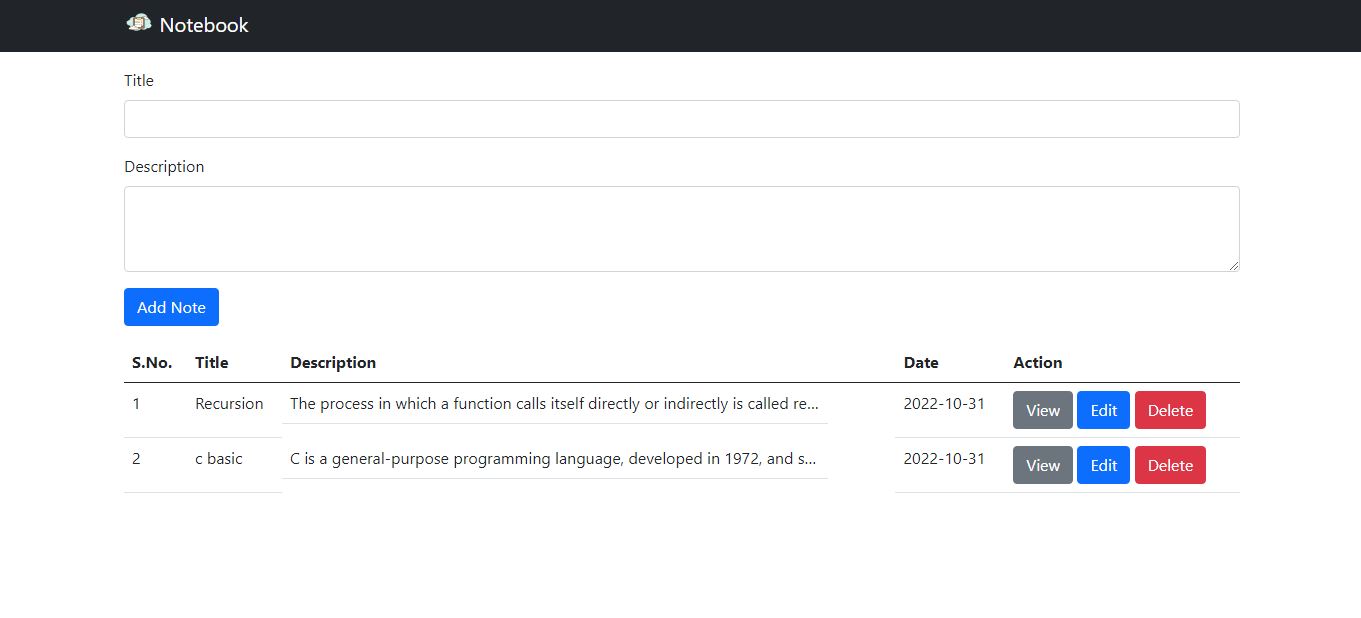 Notebook
Title
Description
Add Note
S.No. Title Description Date Action
1 Recursion The process in which a function calls itself directly or indirectly is called re... 2022-10-31 View Edit Delete
2 c basic C is a general-purpose programming language, developed in 1972, and s... 2022-10-31 View Edit Delete